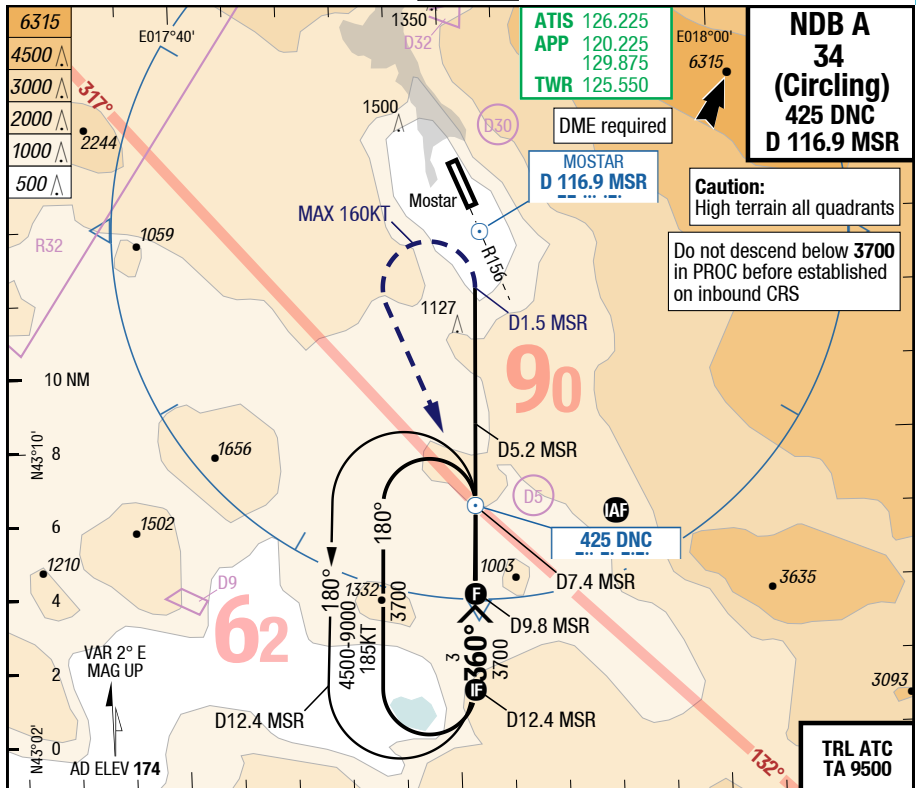 6315
4500
3000
2000
1000
500
E017°40'
1350
D32
ATIS 126.225
APP 120.225
129.875
TWR 125.550
E018°00'
6315
NDB A
34
(Circling)
425 DNC
D 116.9 MSR
317°
2244
1500
D30
DME required
MOSTAR
D 116.9 MSR
Caution:
High terrain all quadrants
Mostar
MAX 160KT
R32
1059
R156
Do not descend below 3700
in PROC before established
on inbound CRS
1127
D1.5 MSR
10 NM
90
N43°10'
8
1656
D5.2 MSR
D5
IAF
425 DNC
6
1502
180°
180°
1210
D9
1332
3700
1003
D7.4 MSR
3635
4
F
D9.8 MSR
62
4500-9000
185KT
3
360°
3700
VAR 2° E
MAG UP
2
IF
D12.4 MSR
D12.4 MSR
3093
N43°02'
0
AD ELEV 174
132°
TRL ATC
TA 9500